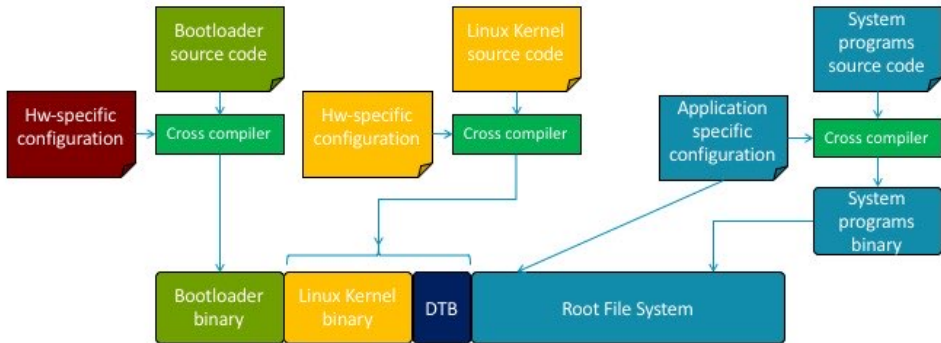 Bootloader
source code
Linux Kernel
source code
System
programs
source code
Hw-specific
configuration
Cross compiler
Hw-specific
configuration
Cross compiler
Application
specific
configuration
Cross compiler
System
programs
binary
Bootloader
binary
Linux Kernel
binary
DTB
Root File System